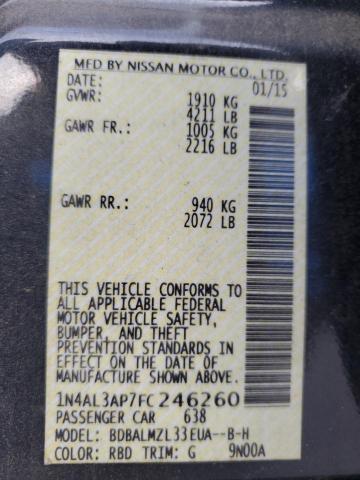 MFD BY NISSAN MOTOR CO., LTD.
DATE: 01/15
GVWR: 1910 KG
4211 LB
GAWR FR.: 1005 KG
2216 LB
GAWR RR.: 940 KG
2072 LB
THIS VEHICLE CONFORMS TO
ALL APPLICABLE FEDERAL
MOTOR VEHICLE SAFETY,
BUMPER, AND THEFT
PREVENTION STANDARDS IN
EFFECT ON THE DATE OF
MANUFACTURE SHOWN ABOVE.
1N4AL3AP7FC246260
PASSENGER CAR 638
MODEL: BDBALMZL33EUA--B-H
COLOR: RBD TRIM: G 9N00A